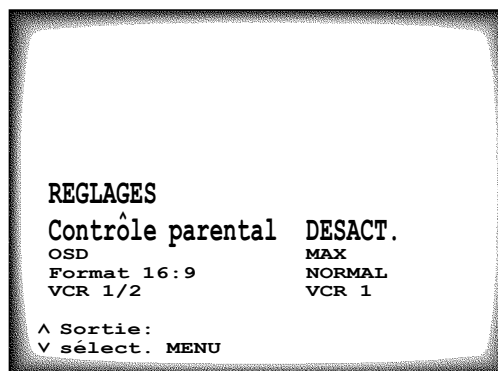 REGLAGES
Contrôle parental DESACT.
OSD MAX
Format 16:9 NORMAL
VCR 1/2 VCR 1
∧ Sortie:
∨ sélect. MENU